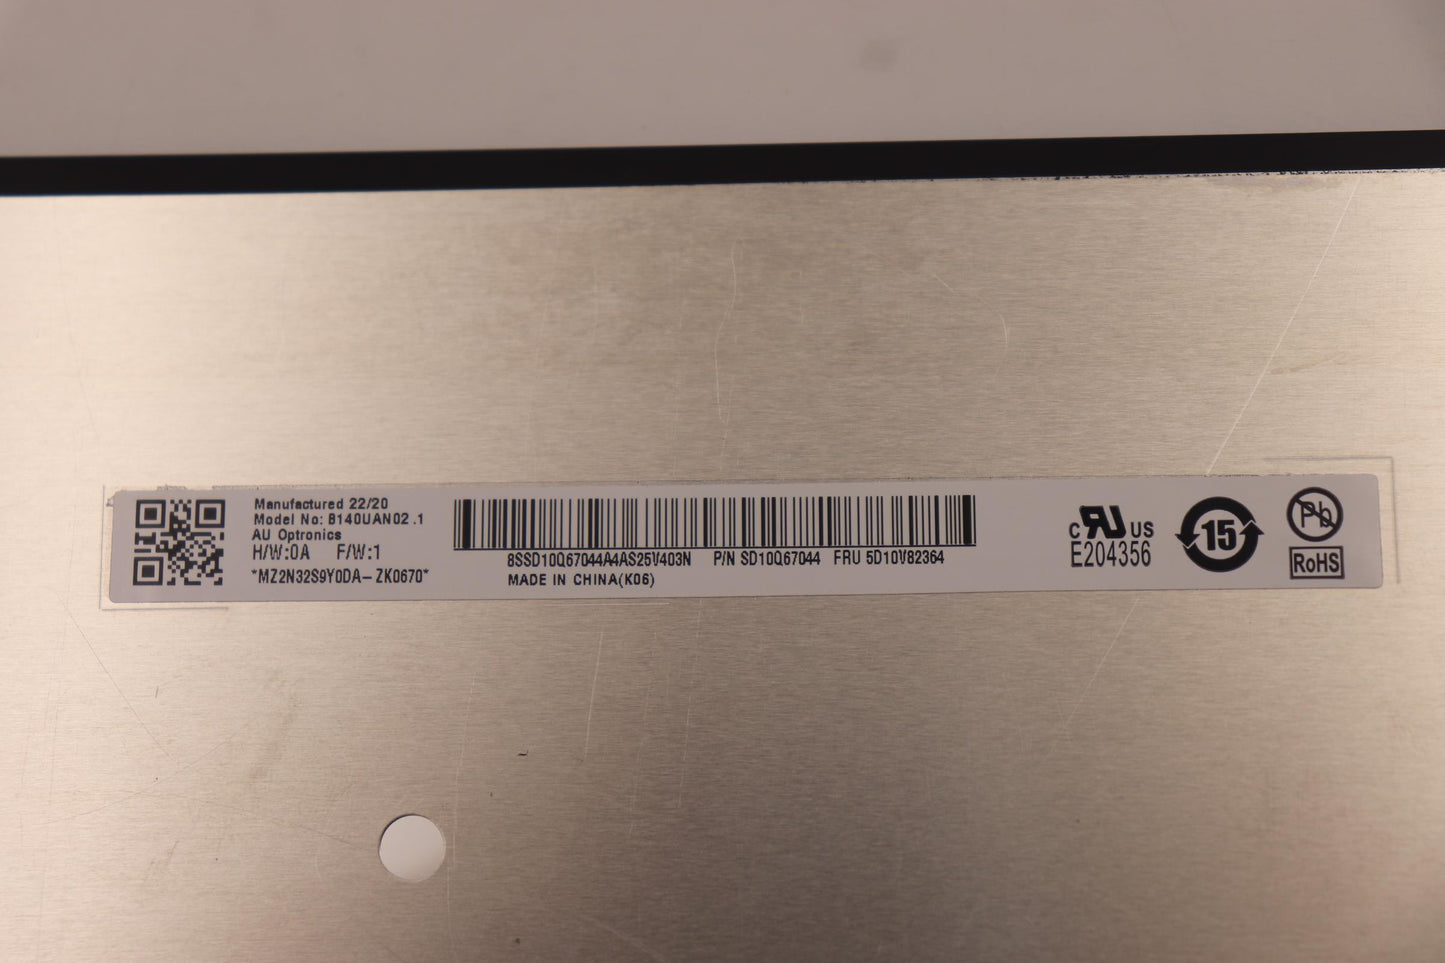 Manufactured 22/20
Model No: B140UAN02.1
AU Optronics
H/W:0A F/W:1
*MZ2N32S9Y0DA-ZK0670*
8SSD10Q67044A4AS25V403N P/N SD10Q67044 FRU 5D10V82364
MADE IN CHINA(K06)
C RU US
E204356
15
Pb
RoHS